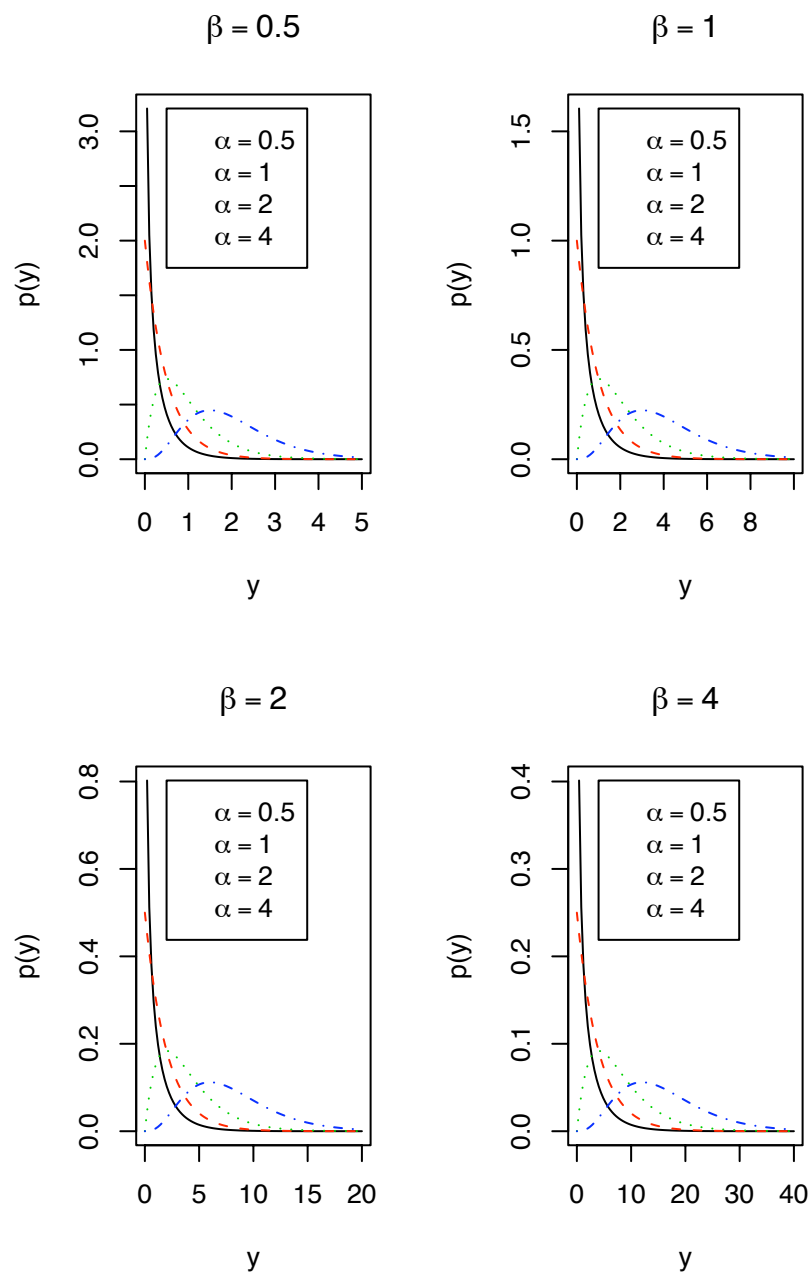 β = 0.5
p(y)
3.0
2.0
1.0
0.0
α = 0.5
α = 1
α = 2
α = 4
0 1 2 3 4 5
y
β = 1
p(y)
1.5
1.0
0.5
0.0
α = 0.5
α = 1
α = 2
α = 4
0 2 4 6 8
y
β = 2
p(y)
0.8
0.6
0.4
0.2
0.0
α = 0.5
α = 1
α = 2
α = 4
0 5 10 15 20
y
β = 4
p(y)
0.4
0.3
0.2
0.1
0.0
α = 0.5
α = 1
α = 2
α = 4
0 10 20 30 40
y